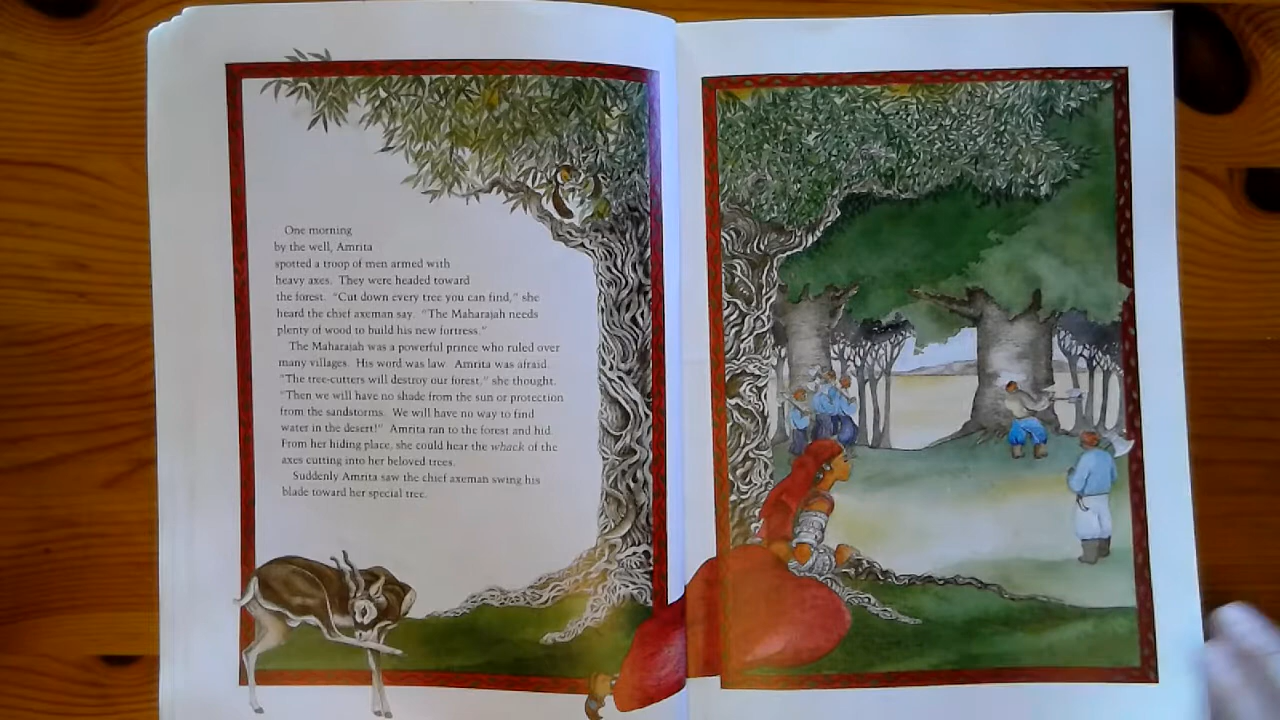 One morning
by the well, Amrita
spotted a troop of men armed with
heavy axes. They were headed toward
the forest. "Cut down every tree you can find," she
heard the chief axeman say. "The Maharajah needs
plenty of wood to build his new fortress."
The Maharajah was a powerful prince who ruled over
many villages. His word was law. Amrita was afraid.
"The tree-cutters will destroy our forest," she thought.
"Then we will have no shade from the sun or protection
from the sandstorms. We will have no way to find
water in the desert!" Amrita ran to the forest and hid.
From her hiding place, she could hear the whack of the
axes cutting into her beloved trees.
Suddenly Amrita saw the chief axeman swing his
blade toward her special tree.